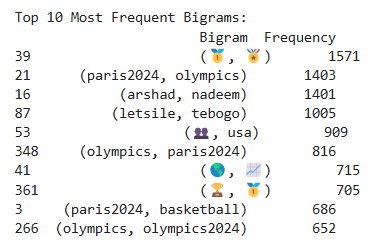 Top 10 Most Frequent Bigrams:
Bigram Frequency
39 (🥇, 🎖️) 1571
21 (paris2024, olympics) 1403
16 (arshad, nadeem) 1401
87 (letsile, tebogo) 1005
53 (👥, usa) 909
348 (olympics, paris2024) 816
41 (🌎, 📈) 715
361 (🏆, 🥇) 705
3 (paris2024, basketball) 686
266 (olympics, olympics2024) 652